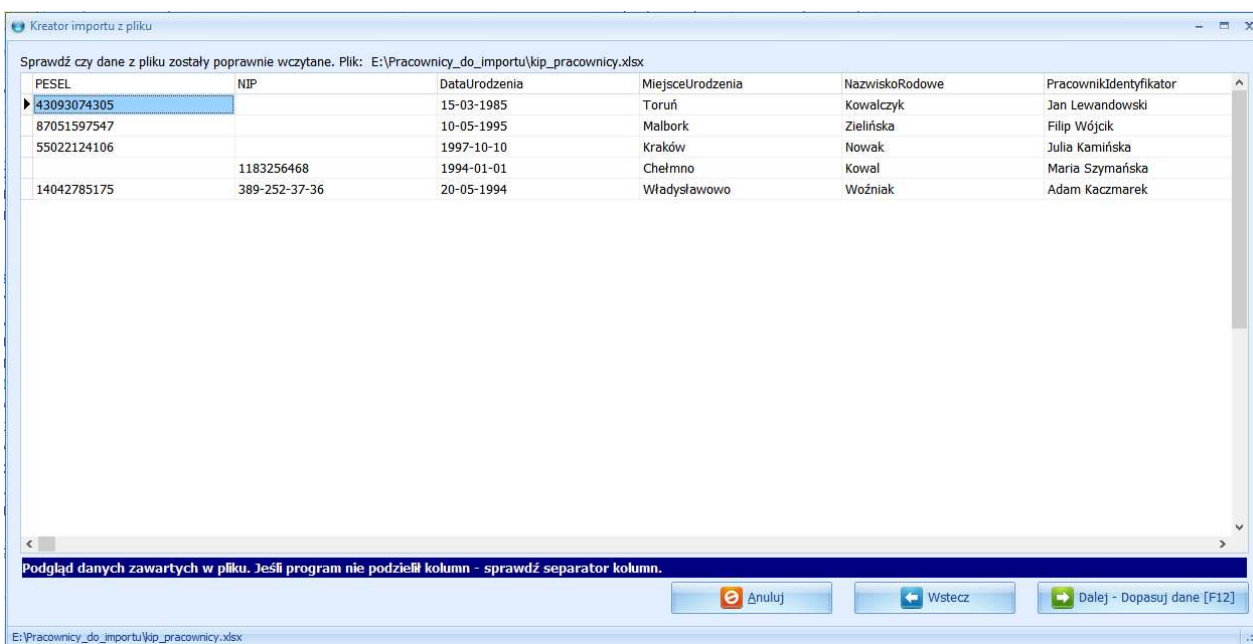 Kreator importu z pliku
Sprawdź czy dane z pliku zostały poprawnie wczytane. Plik: E:\Pracownicy_do_importu\kip_pracownicy.xlsx
PESEL NIP DataUrodzenia MiejsceUrodzenia NazwiskoRodowe PracownikIdentyfikator
43093074305 15-03-1985 Toruń Kowalczyk Jan Lewandowski
87051597547 10-05-1995 Malbork Zielińska Filip Wójcik
55022124106 1997-10-10 Kraków Nowak Julia Kamińska
1183256468 1994-01-01 Chełmno Kowal Maria Szymańska
14042785175 389-252-37-36 20-05-1994 Władysławowo Woźniak Adam Kaczmarek
Podgląd danych zawartych w pliku. Jeśli program nie podzielił kolumn - sprawdź separator kolumn.
Anuluj Wstecz Dalej - Dopasuj dane [F12]
E:\Pracownicy_do_importu\kip_pracownicy.xlsx